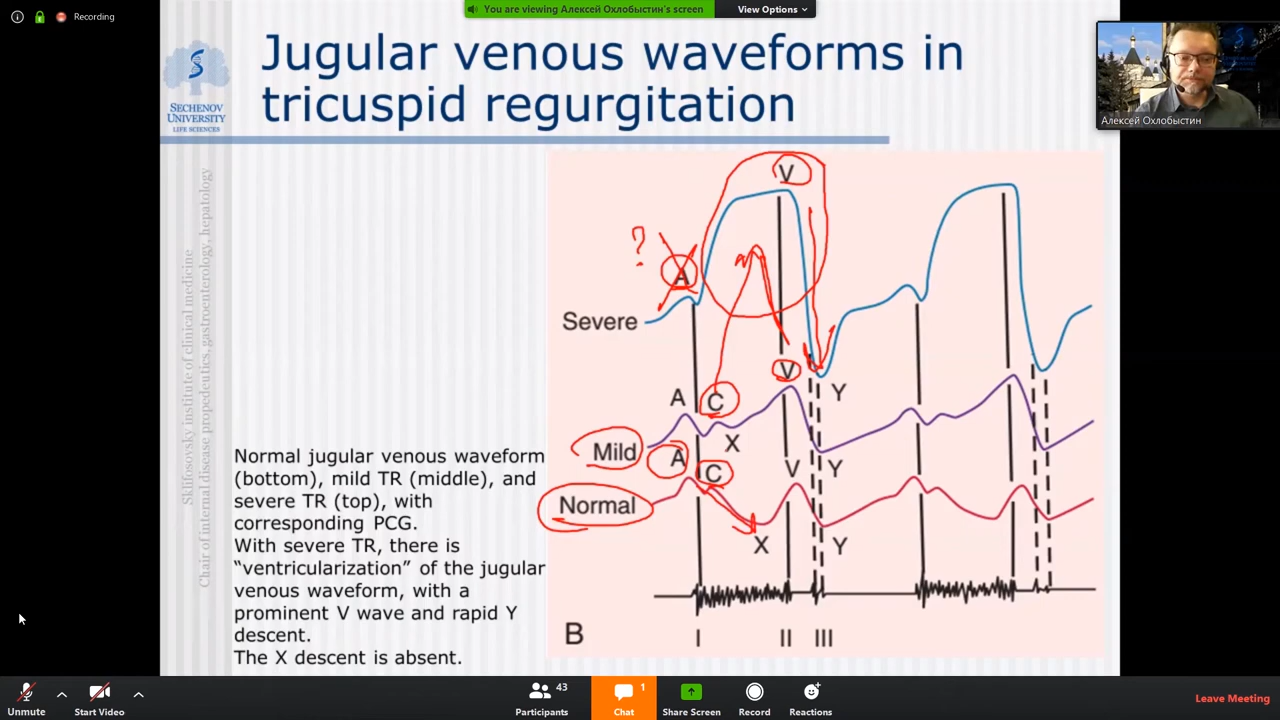 Recording
You are viewing Алексей Охлобыстин's screen
View Options
Jugular venous waveforms in
tricuspid regurgitation
SECHENOV
UNIVERSITY
LIFE SCIENCES
Алексей Охлобыстин
Sklifosovsky institute of clinical medicine
Chair of internal disease propedeutics, gastroenterology, hepatology
V
?
A
Severe
V
Y
A
C
X
Mild
A
C
V
Y
Normal
X
Y
Normal jugular venous waveform
(bottom), mild TR (middle), and
severe TR (top), with
corresponding PCG.
With severe TR, there is
“ventricularization” of the jugular
venous waveform, with a
prominent V wave and rapid Y
descent.
The X descent is absent.
B
I II III
Unmute
Start Video
43
Participants
1
Chat
Share Screen
Record
Reactions
Leave Meeting